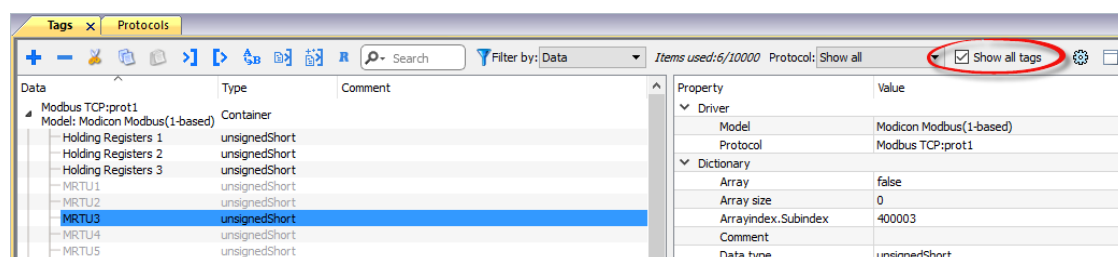 Tags x Protocols
R Search Filter by: Data Items used:6/10000 Protocol: Show all Show all tags
Data Type Comment Property Value
Modbus TCP:prot1
Model: Modicon Modbus(1-based) Container
Driver
Model Modicon Modbus(1-based)
Holding Registers 1 unsignedShort
Protocol Modbus TCP:prot1
Holding Registers 2 unsignedShort
Dictionary
Holding Registers 3 unsignedShort
Array false
MRTU1 unsignedShort
Array size 0
MRTU2 unsignedShort
Arrayindex.Subindex 400003
MRTU3 unsignedShort
Comment
MRTU4 unsignedShort
Data type unsignedShort
MRTU5 unsignedShort